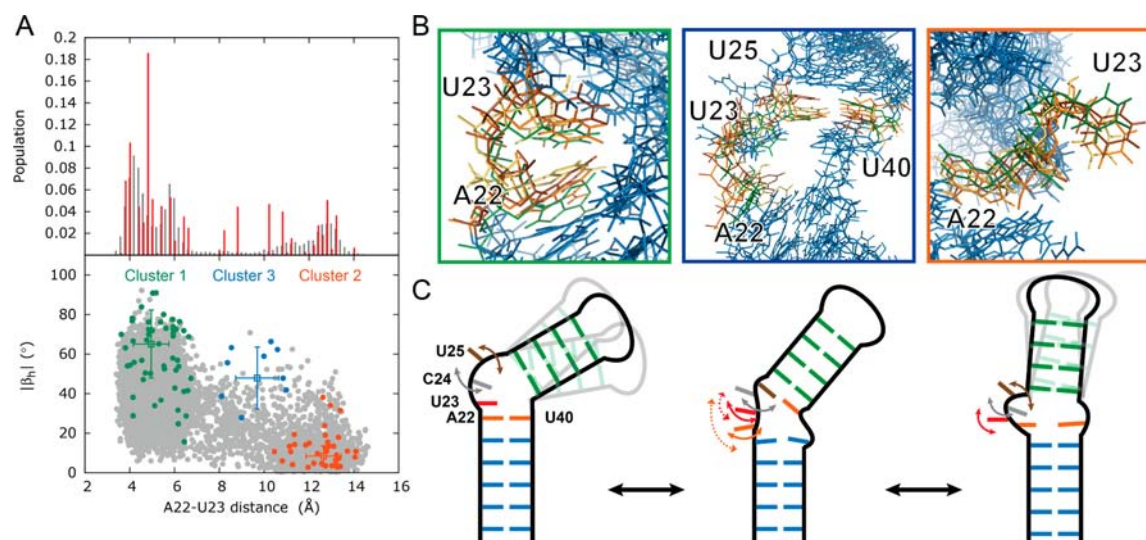 A
Population
0.2
0.18
0.16
0.14
0.12
0.1
0.08
0.06
0.04
0.02
Cluster 1 Cluster 3 Cluster 2
|βh| (°)
100
80
60
40
20
0
2 4 6 8 10 12 14 16
A22-U23 distance (Å)
B
U23
A22
U25
U23
U40
A22
U23
A22
C
U25
C24
U23
A22 U40